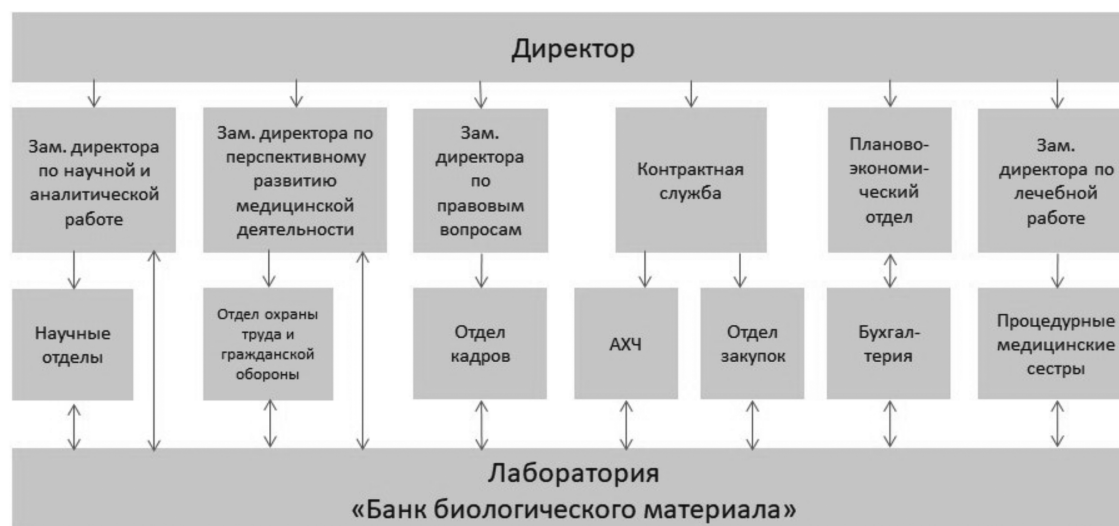 Директор
Зам. директора
по научной и
аналитической
работе
Зам. директора по
перспективному
развитию
медицинской
деятельности
Зам.
директора
по
правовым
вопросам
Контрактная
служба
Планово-
экономи-
ческий
отдел
Зам.
директора по
лечебной
работе
Научные
отделы
Отдел охраны
труда и
гражданской
обороны
Отдел
кадров
АХЧ
Отдел
закупок
Бухгал-
терия
Процедурные
медицинские
сестры
Лаборатория
«Банк биологического материала»